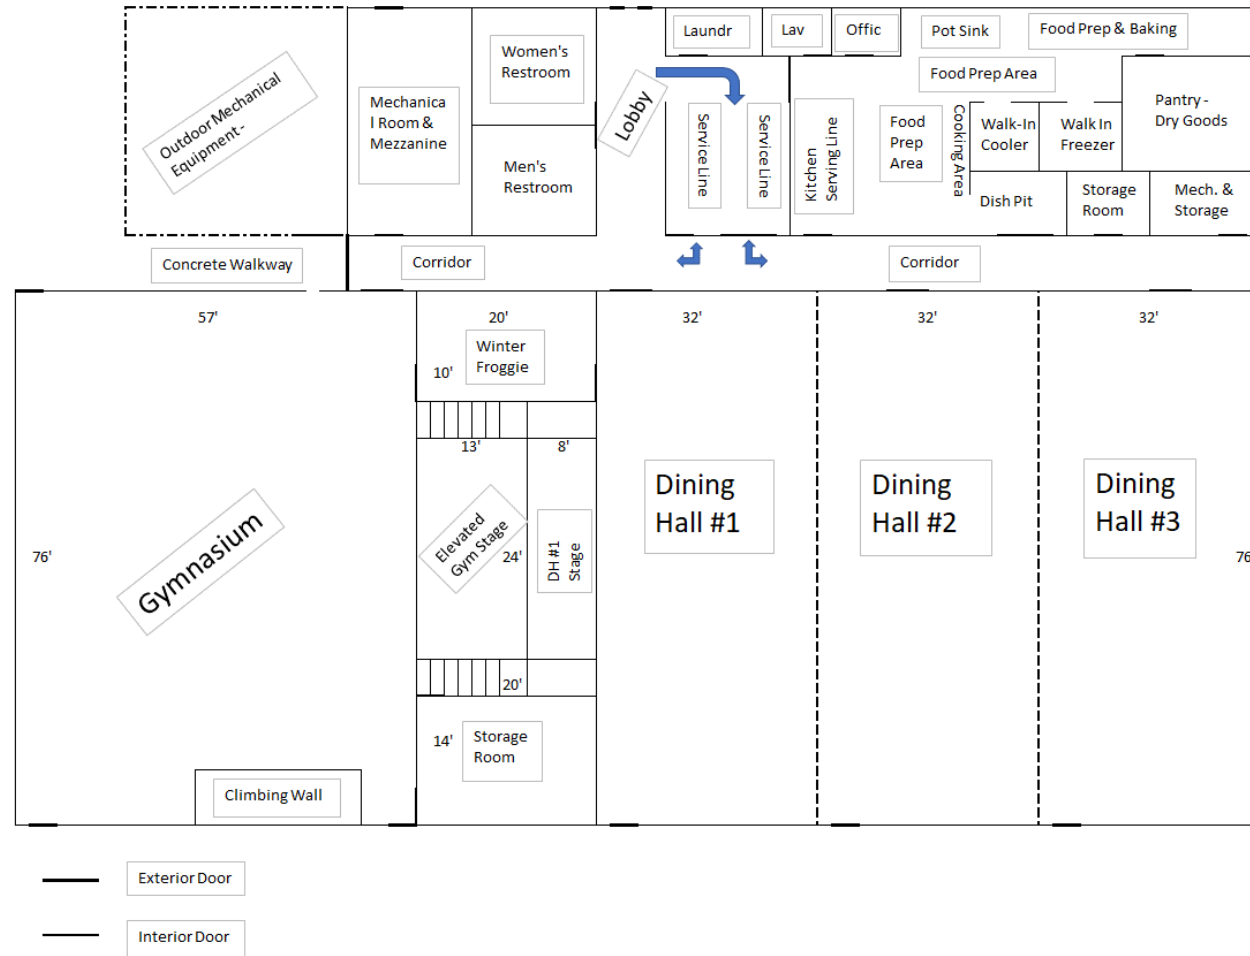 Laundr
Lav
Offic
Pot Sink
Food Prep & Baking
Women's
Restroom
Outdoor Mechanical
Equipment-
Mechanica
l Room &
Mezzanine
Lobby
Food Prep Area
Pantry -
Dry Goods
Service Line
Service Line
Kitchen
Serving Line
Food
Prep
Area
Cooking Area
Walk-In
Cooler
Walk In
Freezer
Men's
Restroom
Dish Pit
Storage
Room
Mech. &
Storage
Concrete Walkway
Corridor
Corridor
57'
20'
32'
32'
32'
Winter
Froggie
10'
13'
8'
Dining
Hall #1
Dining
Hall #2
Dining
Hall #3
Gymnasium
76'
Elevated
Gym Stage
24'
DH #1
Stage
76
20'
14'
Storage
Room
Climbing Wall
Exterior Door
Interior Door